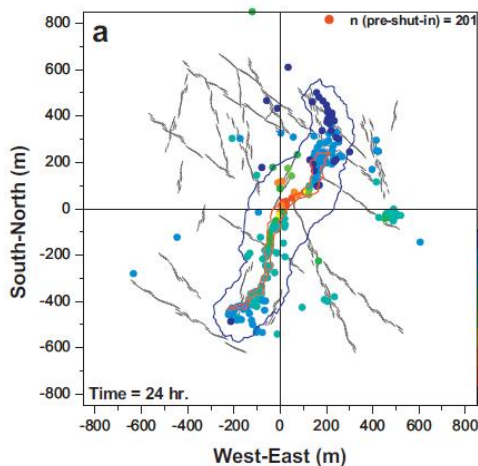 a
n (pre-shut-in) = 201
South-North (m)
800
600
400
200
0
-200
-400
-600
-800
Time = 24 hr.
-800 -600 -400 -200 0 200 400 600 800
West-East (m)